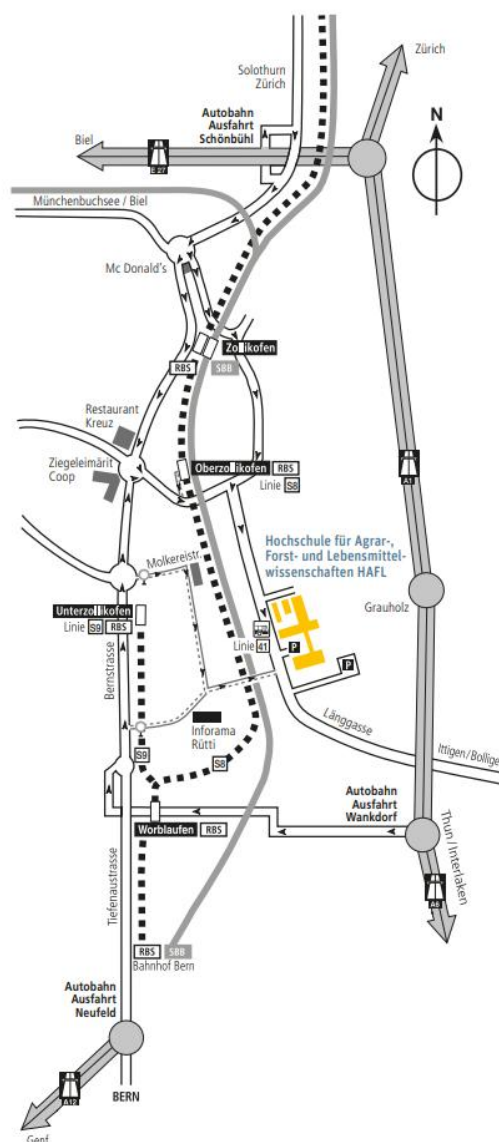 Zürich
Solothurn
Zürich
Autobahn
Ausfahrt
Schönbühl
N
Biel
E 27
Münchenbuchsee / Biel
Mc Donald's
Zollikofen
RBS
SBB
Restaurant
Kreuz
Ziegeleimärit
Coop
Oberzollikofen
RBS
Linie S8
A1
Hochschule für Agrar-,
Forst- und Lebensmittel-
wissenschaften HAFL
Molkereistr.
Grauholz
Unterzollikofen
Linie S9 RBS
Linie 41
P
P
Bernstrasse
Inforama
Rütti
Länggasse
Ittigen/Bollige
S9
S8
Autobahn
Ausfahrt
Wankdorf
Worblaufen
RBS
Thun/Interlaken
A6
Tiefenaustrasse
RBS
SBB
Bahnhof Bern
Autobahn
Ausfahrt
Neufeld
A12
BERN
Genf